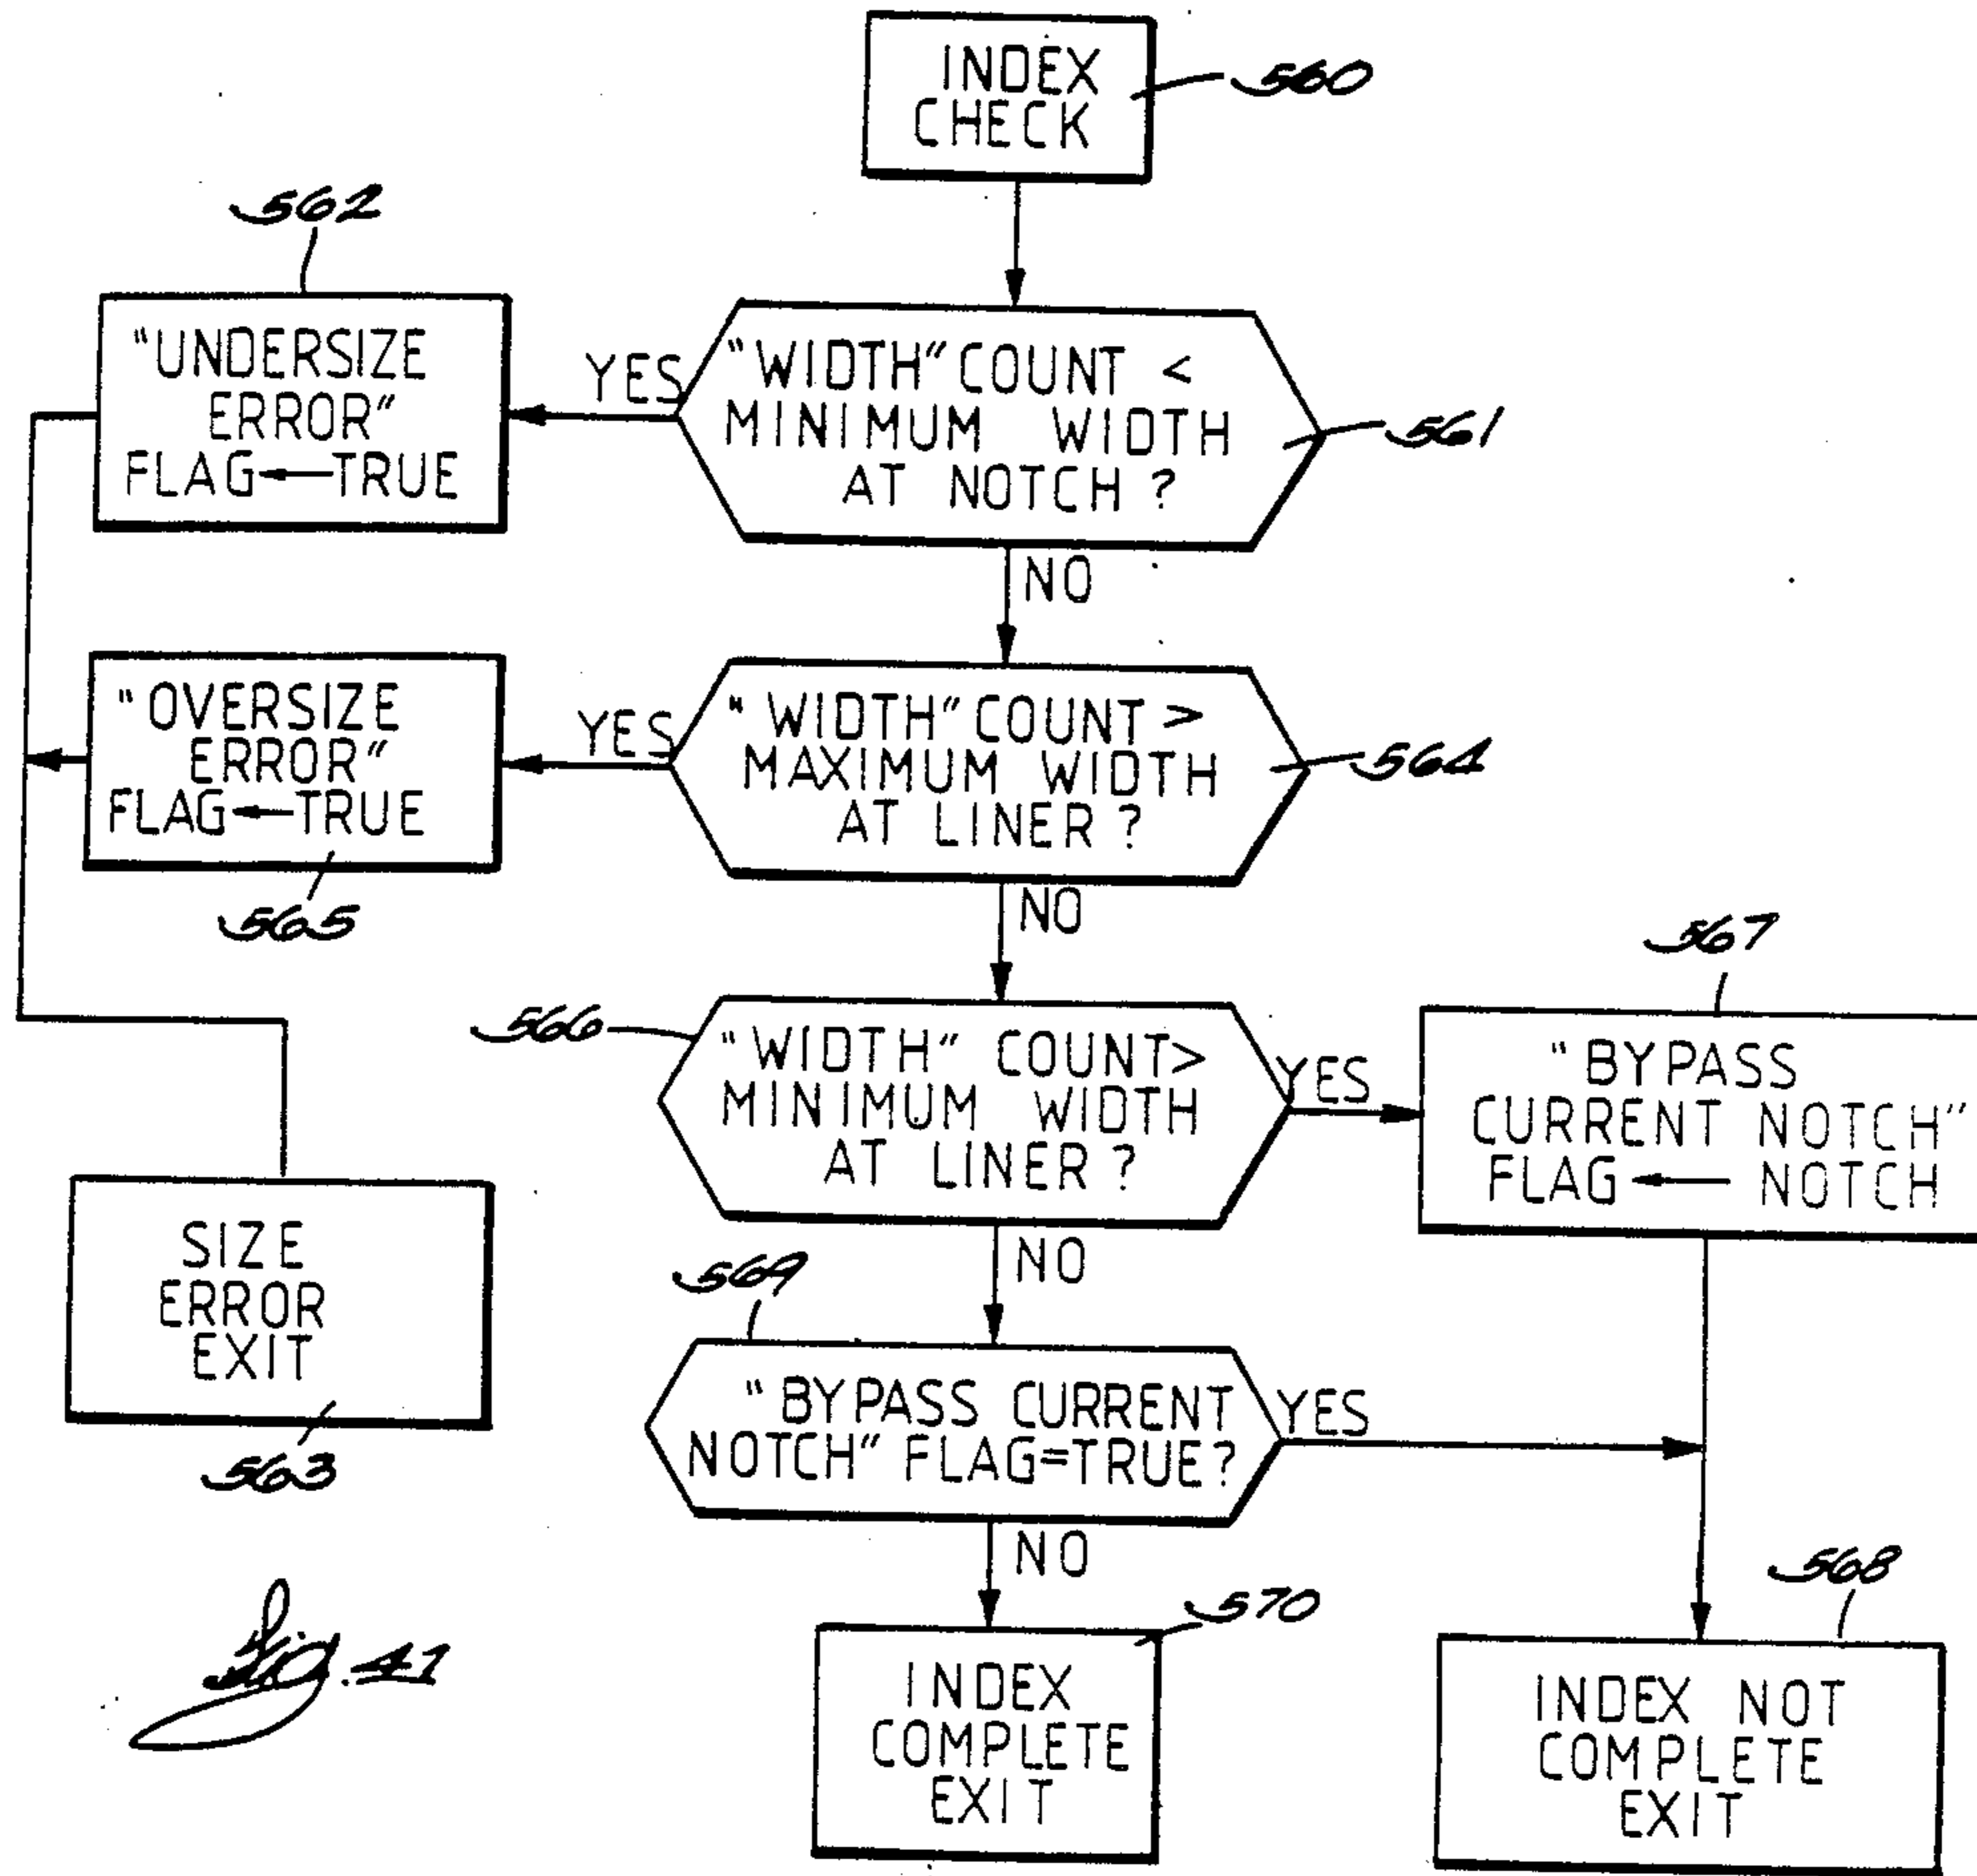 INDEX
CHECK
560
562
"UNDERSIZE
ERROR"
FLAG←TRUE
YES
"WIDTH" COUNT <
MINIMUM WIDTH
AT NOTCH ?
561
NO
"OVERSIZE
ERROR"
FLAG←TRUE
565
YES
"WIDTH" COUNT >
MAXIMUM WIDTH
AT LINER ?
564
NO
566
"WIDTH" COUNT>
MINIMUM WIDTH
AT LINER ?
YES
567
"BYPASS
CURRENT NOTCH"
FLAG ← NOTCH
NO
SIZE
ERROR
EXIT
563
569
"BYPASS CURRENT
NOTCH" FLAG=TRUE?
YES
NO
570
INDEX
COMPLETE
EXIT
568
INDEX NOT
COMPLETE
EXIT
Fig. 41